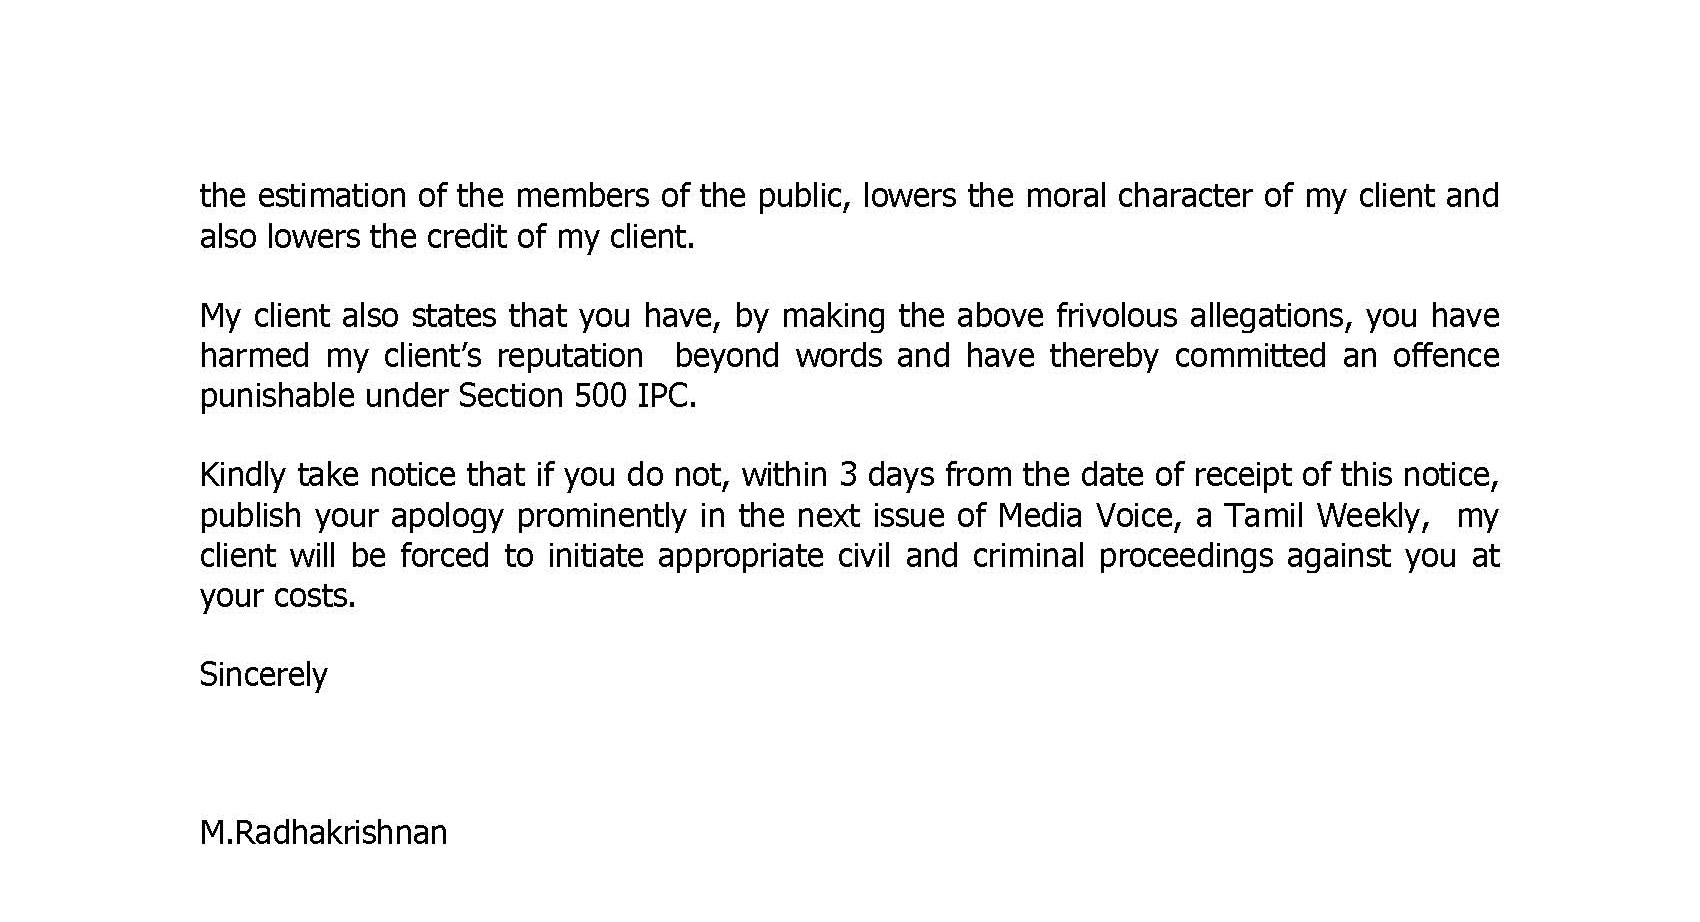 the estimation of the members of the public, lowers the moral character of my client and
also lowers the credit of my client.
My client also states that you have, by making the above frivolous allegations, you have
harmed my client’s reputation  beyond words and have thereby committed an offence
punishable under Section 500 IPC.
Kindly take notice that if you do not, within 3 days from the date of receipt of this notice,
publish your apology prominently in the next issue of Media Voice, a Tamil Weekly,  my
client will be forced to initiate appropriate civil and criminal proceedings against you at
your costs.
Sincerely
M.Radhakrishnan